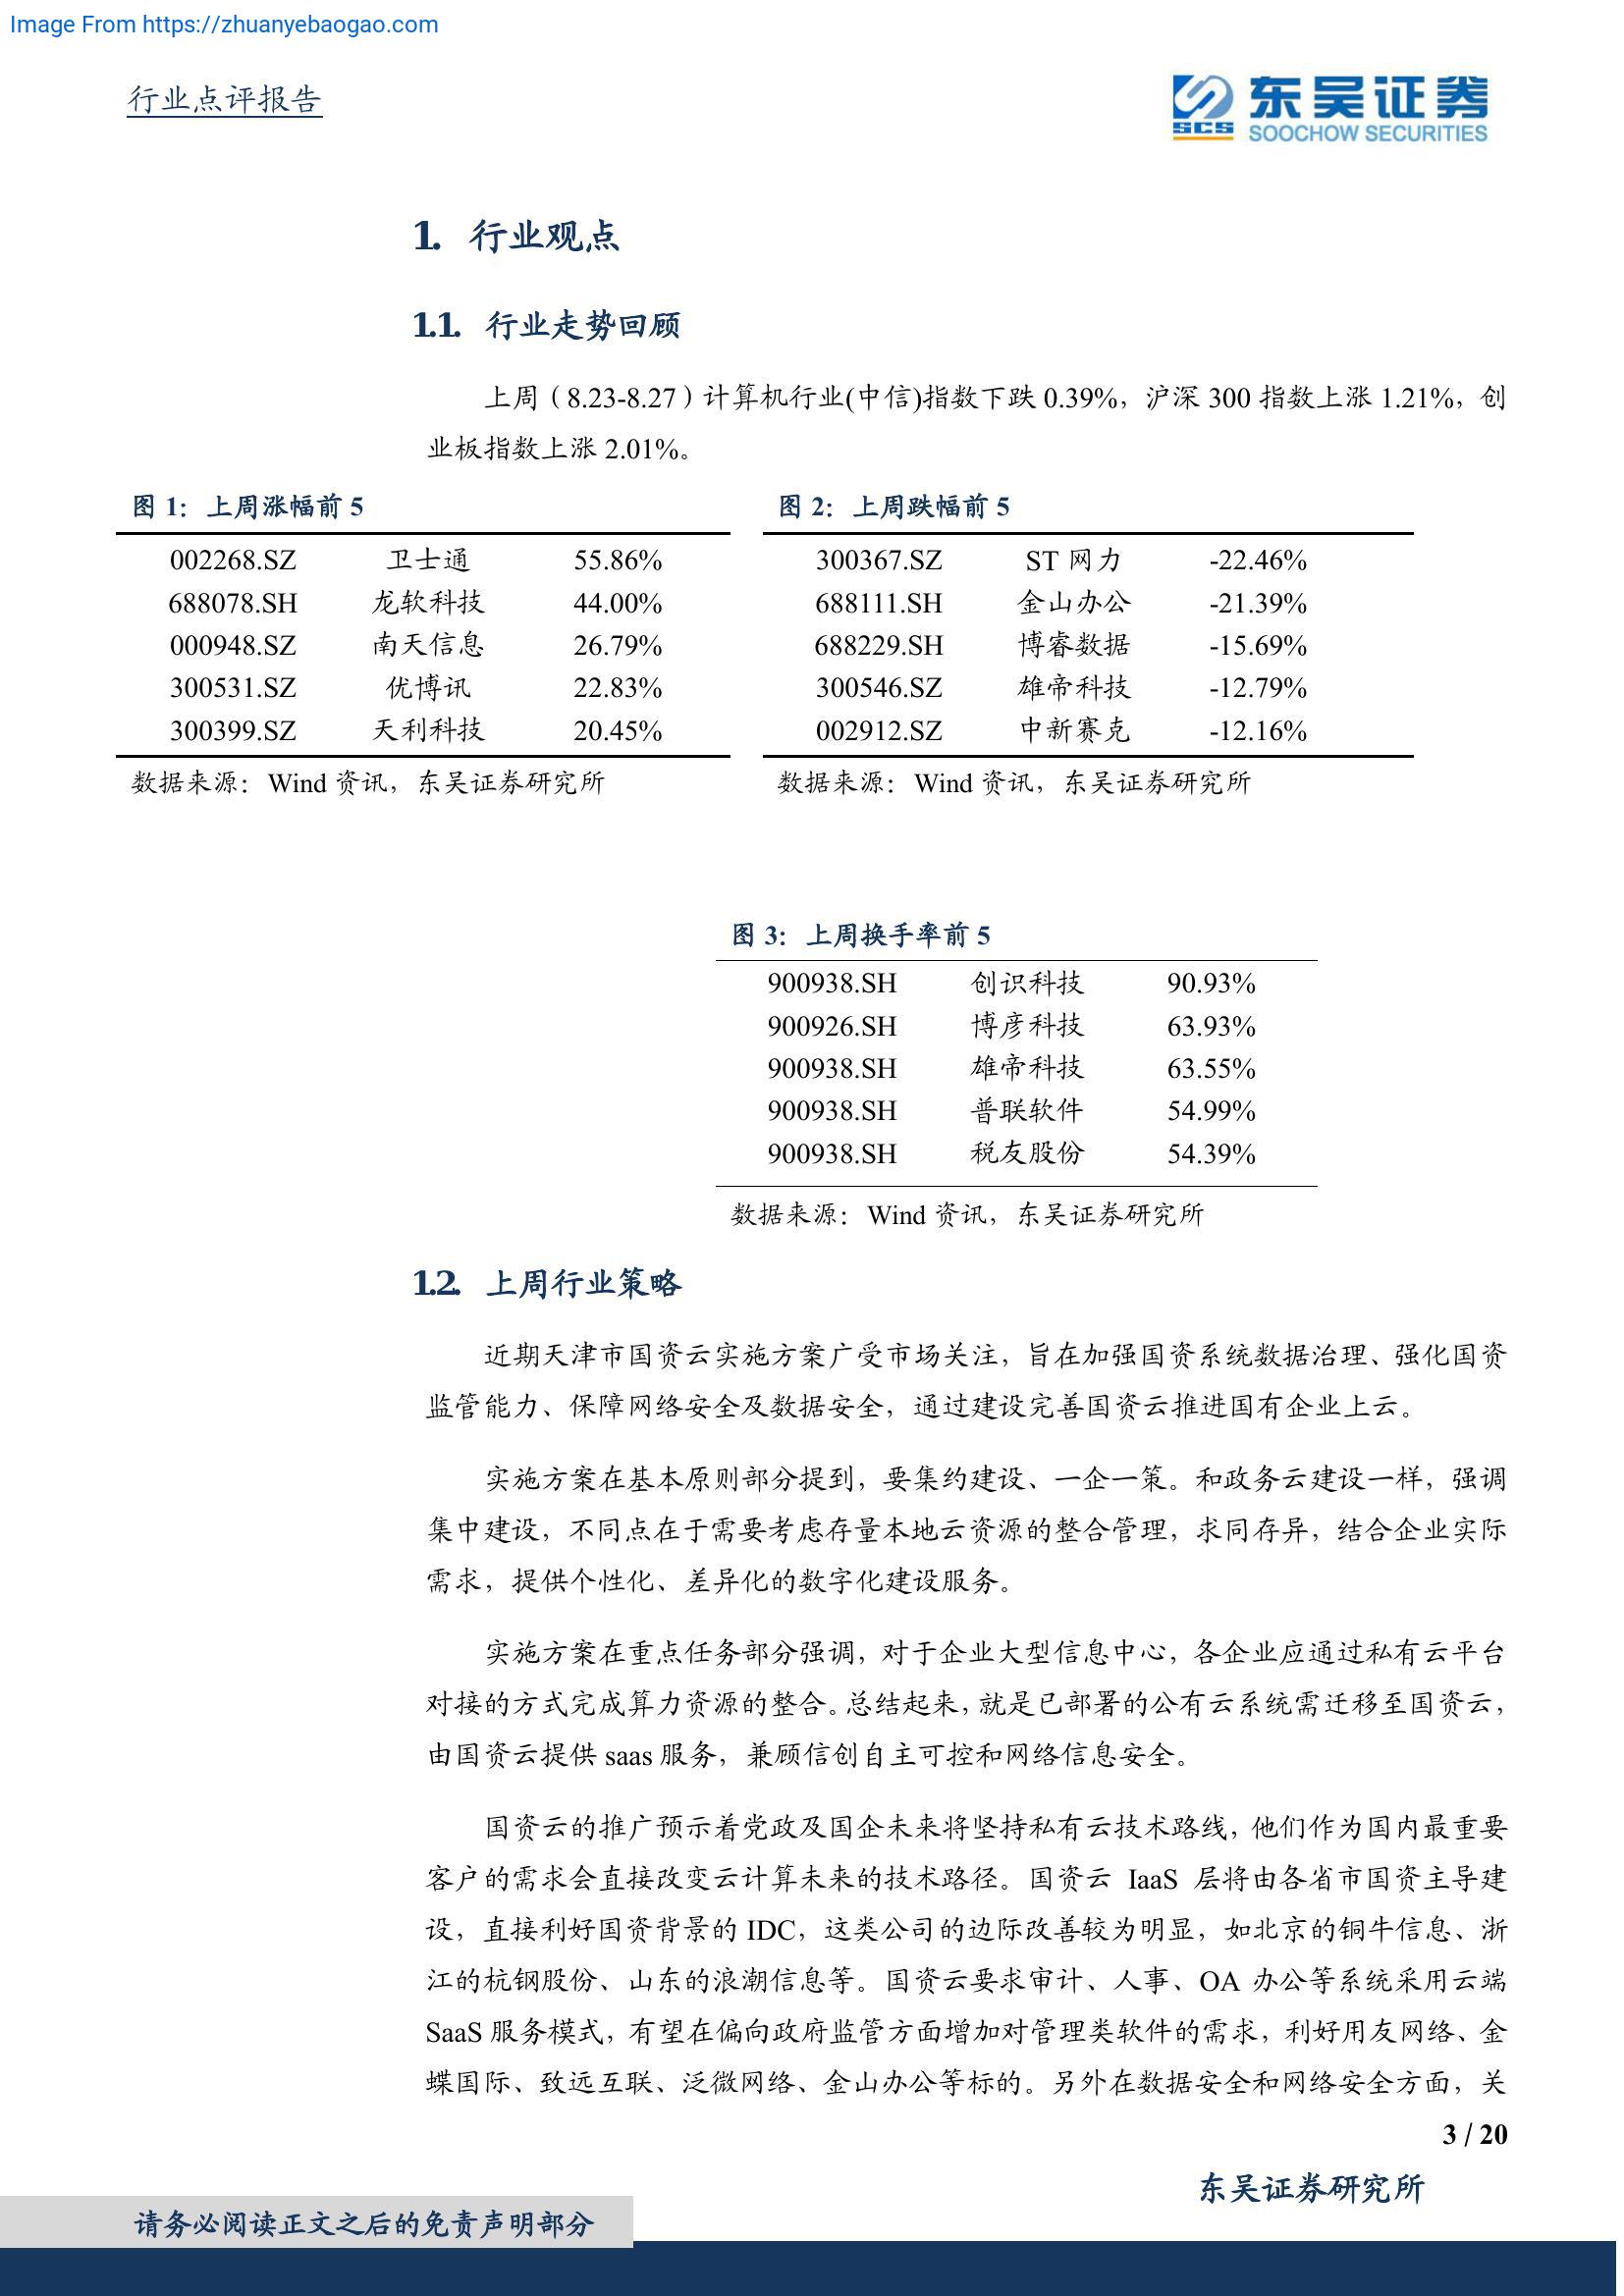 Image From https://zhuanyebaogao.com
行业点评报告
SCS
东吴证券
SOOCHOW SECURITIES
1. 行业观点
1.1. 行业走势回顾
上周（8.23-8.27）计算机行业(中信)指数下跌 0.39%，沪深 300 指数上涨 1.21%，创
业板指数上涨 2.01%。
图 1：上周涨幅前 5
002268.SZ 卫士通 55.86%
688078.SH 龙软科技 44.00%
000948.SZ 南天信息 26.79%
300531.SZ 优博讯 22.83%
300399.SZ 天利科技 20.45%
数据来源：Wind 资讯，东吴证券研究所
图 2：上周跌幅前 5
300367.SZ ST 网力 -22.46%
688111.SH 金山办公 -21.39%
688229.SH 博睿数据 -15.69%
300546.SZ 雄帝科技 -12.79%
002912.SZ 中新赛克 -12.16%
数据来源：Wind 资讯，东吴证券研究所
图 3：上周换手率前 5
900938.SH 创识科技 90.93%
900926.SH 博彦科技 63.93%
900938.SH 雄帝科技 63.55%
900938.SH 普联软件 54.99%
900938.SH 税友股份 54.39%
数据来源：Wind 资讯，东吴证券研究所
1.2. 上周行业策略
近期天津市国资云实施方案广受市场关注，旨在加强国资系统数据治理、强化国资
监管能力、保障网络安全及数据安全，通过建设完善国资云推进国有企业上云。
实施方案在基本原则部分提到，要集约建设、一企一策。和政务云建设一样，强调
集中建设，不同点在于需要考虑存量本地云资源的整合管理，求同存异，结合企业实际
需求，提供个性化、差异化的数字化建设服务。
实施方案在重点任务部分强调，对于企业大型信息中心，各企业应通过私有云平台
对接的方式完成算力资源的整合。总结起来，就是已部署的公有云系统需迁移至国资云，
由国资云提供 saas 服务，兼顾信创自主可控和网络信息安全。
国资云的推广预示着党政及国企未来将坚持私有云技术路线，他们作为国内最重要
客户的需求会直接改变云计算未来的技术路径。国资云 IaaS 层将由各省市国资主导建
设，直接利好国资背景的 IDC，这类公司的边际改善较为明显，如北京的铜牛信息、浙
江的杭钢股份、山东的浪潮信息等。国资云要求审计、人事、OA 办公等系统采用云端
SaaS 服务模式，有望在偏向政府监管方面增加对管理类软件的需求，利好用友网络、金
蝶国际、致远互联、泛微网络、金山办公等标的。另外在数据安全和网络安全方面，关
3 / 20
东吴证券研究所
请务必阅读正文之后的免责声明部分